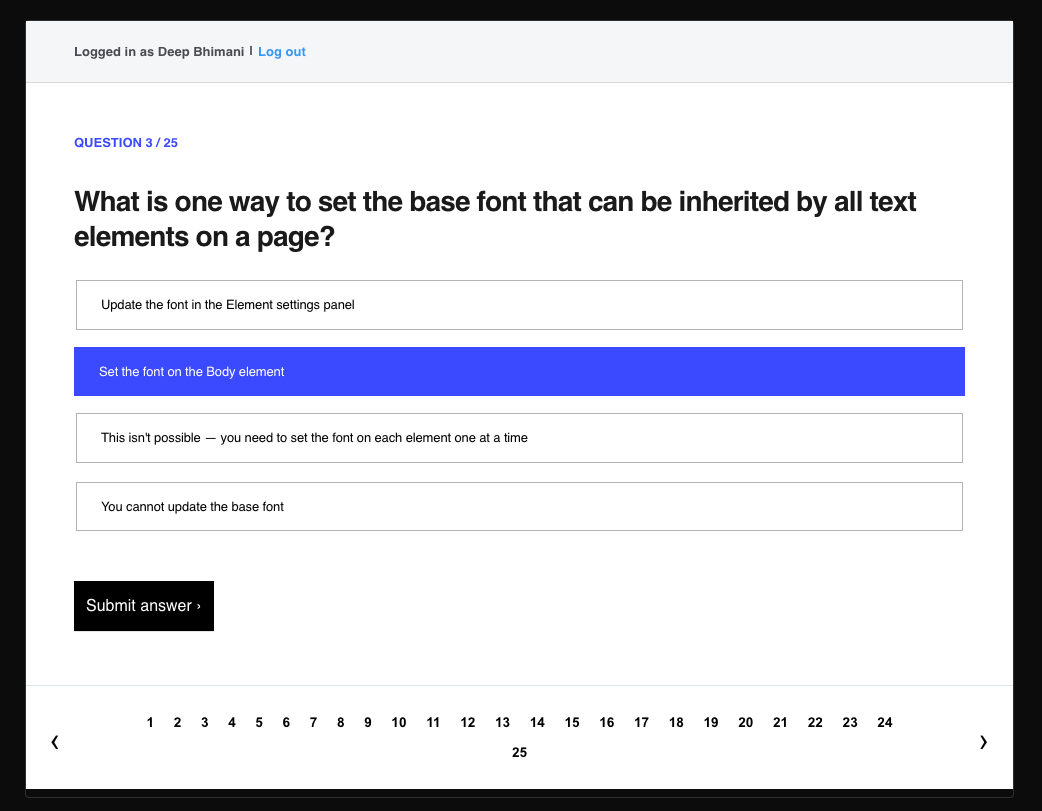 Logged in as Deep Bhimani | Log out
QUESTION 3 / 25
What is one way to set the base font that can be inherited by all text
elements on a page?
Update the font in the Element settings panel
Set the font on the Body element
This isn't possible — you need to set the font on each element one at a time
You cannot update the base font
Submit answer ›
1 2 3 4 5 6 7 8 9 10 11 12 13 14 15 16 17 18 19 20 21 22 23 24
‹ ›
25